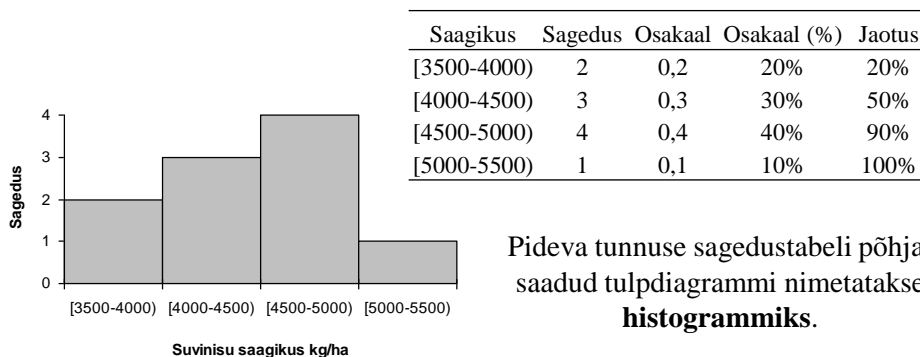 Saagikus Sagedus Osakaal Osakaal (%) Jaotus
[3500-4000) 2 0,2 20% 20%
[4000-4500) 3 0,3 30% 50%
[4500-5000) 4 0,4 40% 90%
[5000-5500) 1 0,1 10% 100%
Sagedus
4
3
2
1
0
[3500-4000) [4000-4500) [4500-5000) [5000-5500)
Suvinisu saagikus kg/ha
Pideva tunnuse sagedustabeli põhja
saadud tulpdiagrammi nimetatakse
histogrammiks.